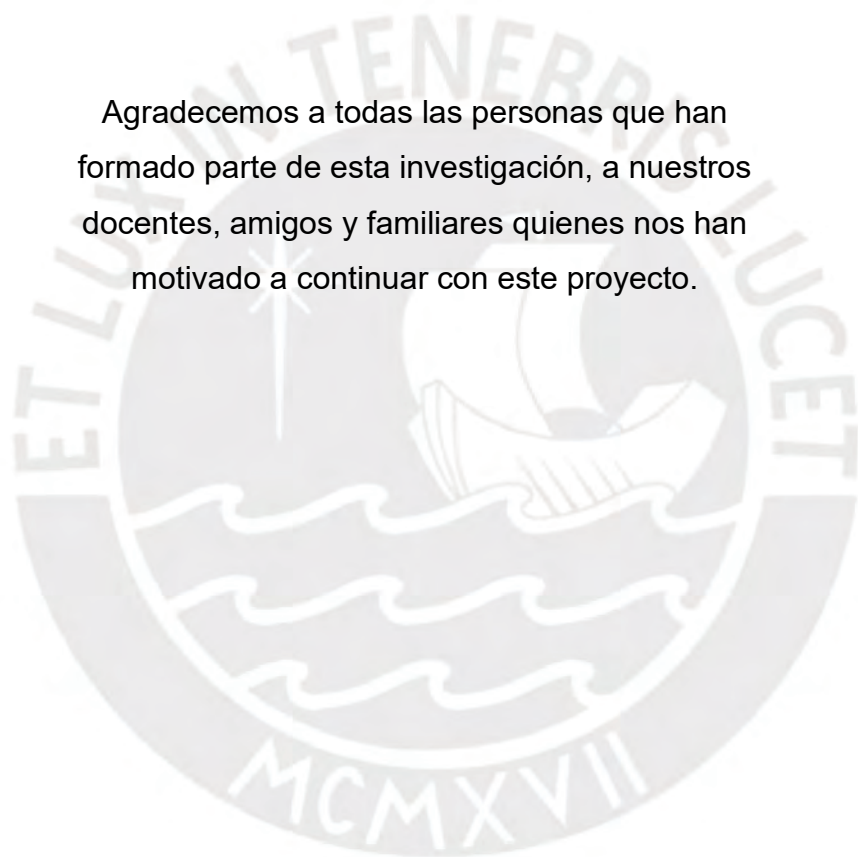 ET LUX IN TENEBRIS LUCET
Agradecemos a todas las personas que han
formado parte de esta investigación, a nuestros
docentes, amigos y familiares quienes nos han
motivado a continuar con este proyecto.
MCMXVII